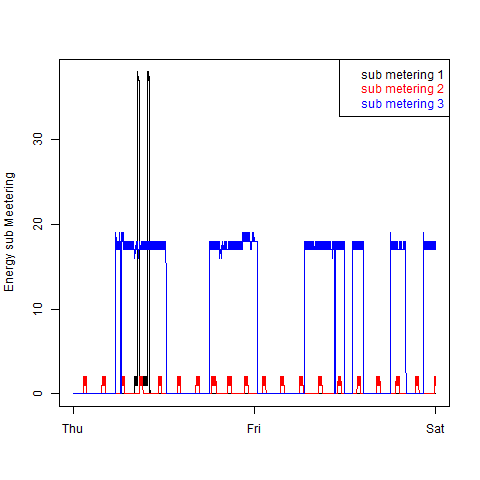 sub metering 1
sub metering 2
sub metering 3
Energy sub Meetering
30
20
10
0
Thu Fri Sat